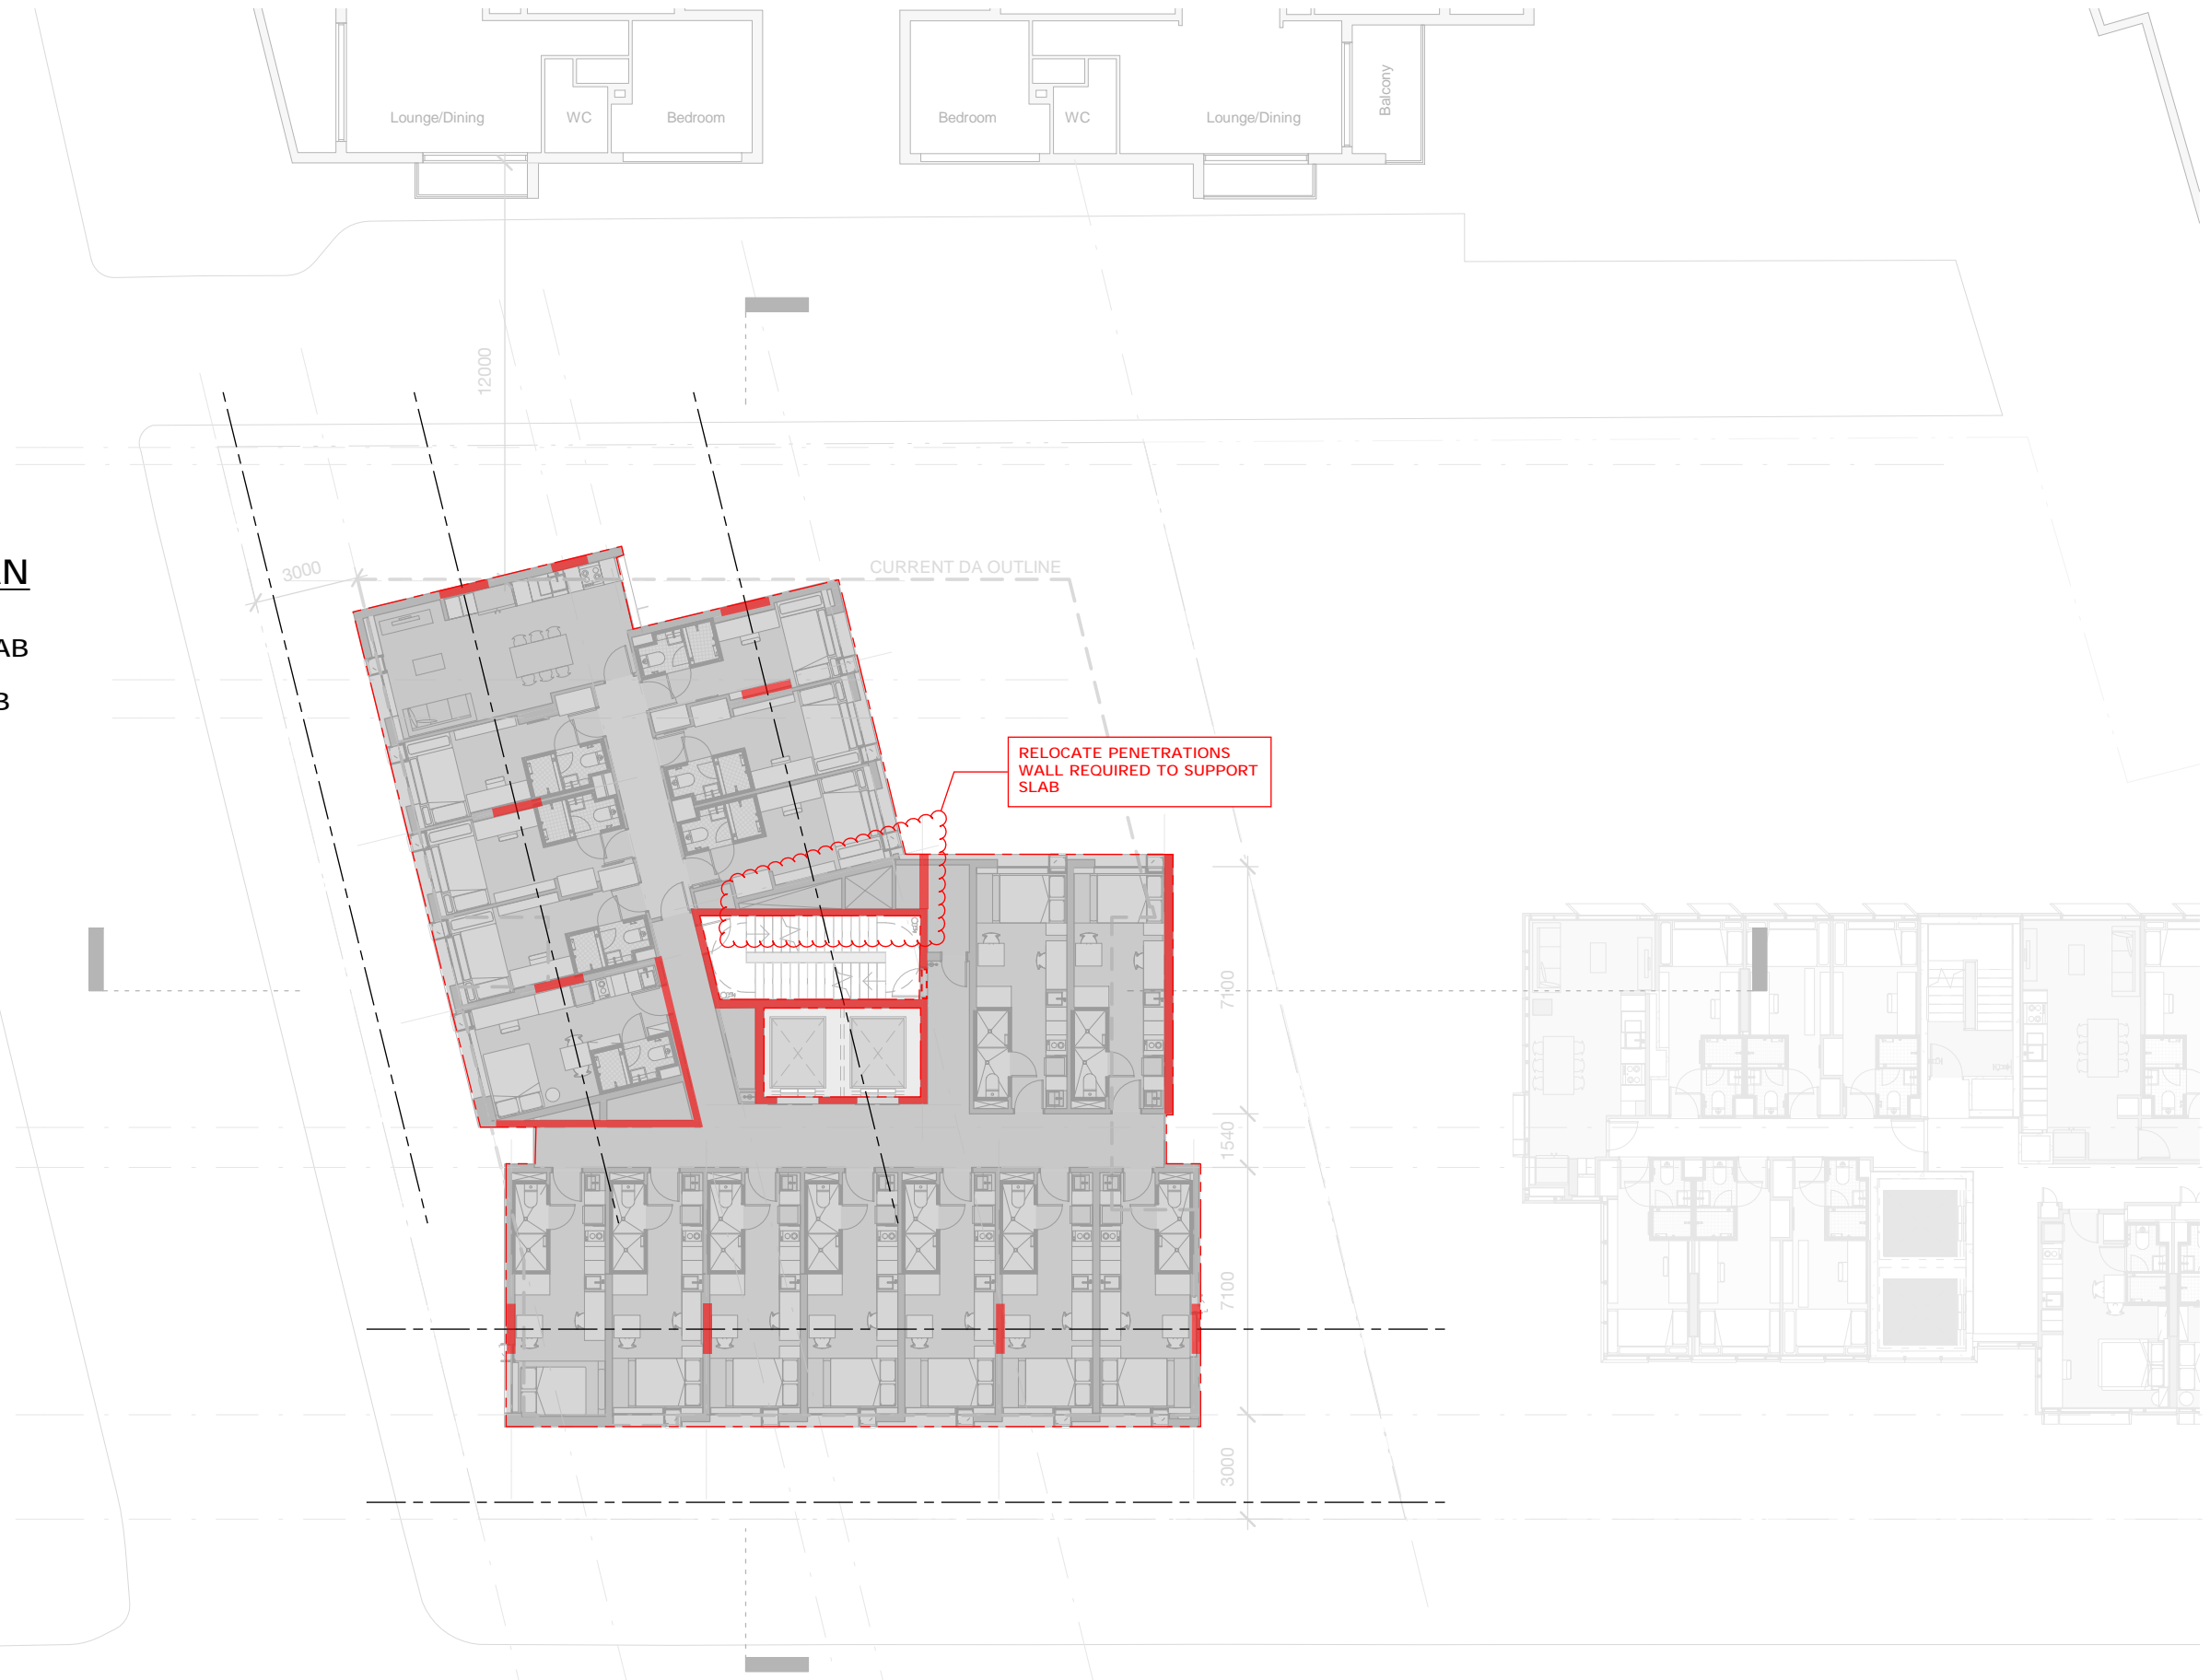 Lounge/Dining
WC
Bedroom
Bedroom
WC
Lounge/Dining
Balcony
12000
3000
CURRENT DA OUTLINE
AN
AB
B
RELOCATE PENETRATIONS
WALL REQUIRED TO SUPPORT
SLAB
7100
1540
7100
3000